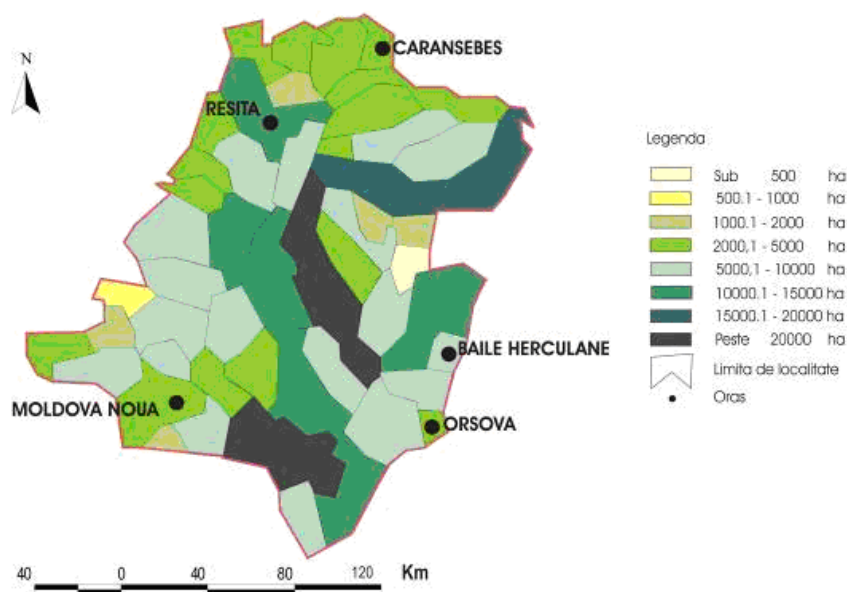 CARANSEBES
N
RESITA
Legenda
Sub 500 ha
500.1 - 1000 ha
1000.1 - 2000 ha
2000,1 - 5000 ha
5000,1 - 10000 ha
10000.1 - 15000 ha
15000.1 - 20000 ha
Peste 20000 ha
Limita de localitate
Oras
BAILE HERCULANE
MOLDOVA NOUA
ORSOVA
40 0 40 80 120 Km